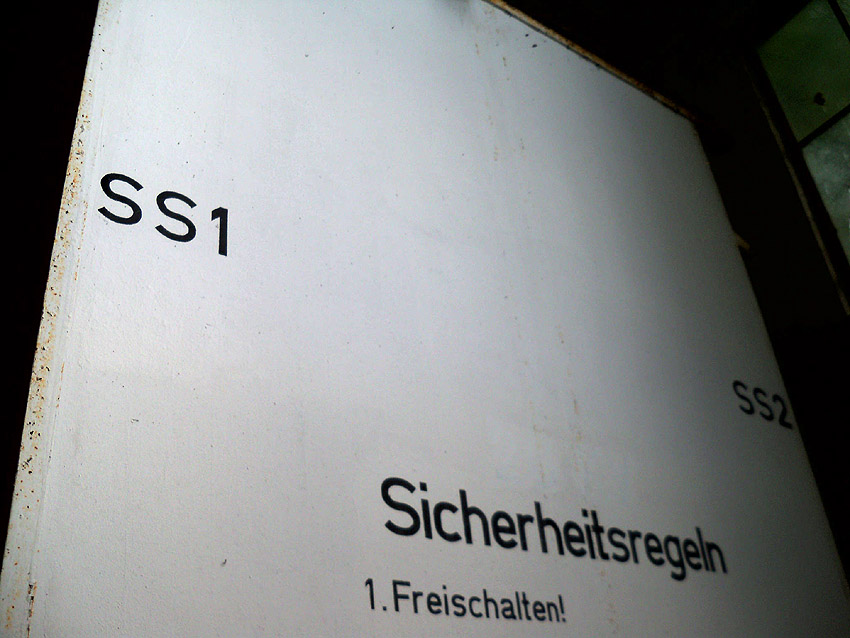 SS1
SS2
Sicherheitsregeln
1. Freischalten!